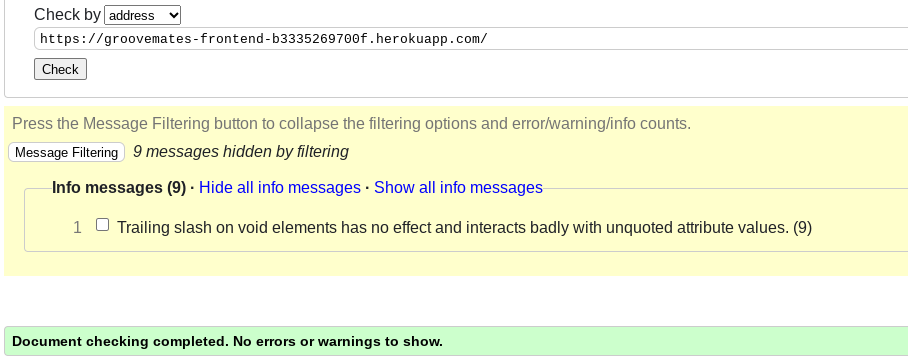 Check by address
https://groovemates-frontend-b3335269700f.herokuapp.com/
Check
Press the Message Filtering button to collapse the filtering options and error/warning/info counts.
Message Filtering 9 messages hidden by filtering
Info messages (9) · Hide all info messages · Show all info messages
1 Trailing slash on void elements has no effect and interacts badly with unquoted attribute values. (9)
Document checking completed. No errors or warnings to show.